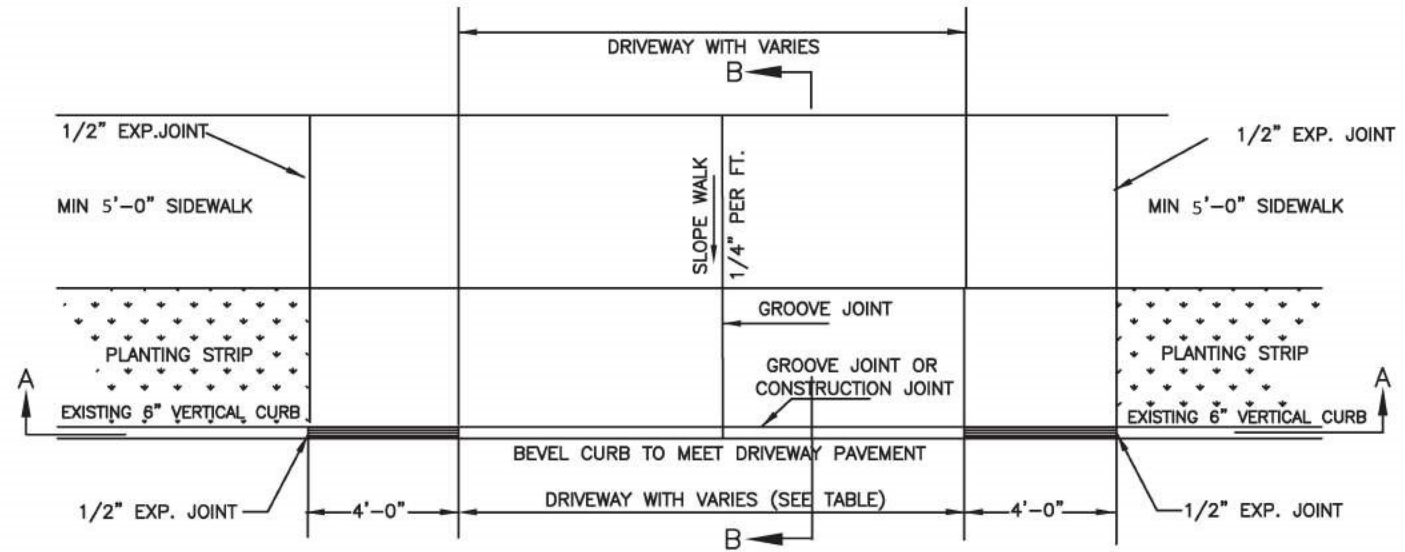 DRIVEWAY WITH VARIES
B
1/2" EXP.JOINT
1/2" EXP. JOINT
MIN 5'-0" SIDEWALK
SLOPE WALK
1/4" PER FT.
MIN 5'-0" SIDEWALK
GROOVE JOINT
PLANTING STRIP
GROOVE JOINT OR
CONSTRUCTION JOINT
PLANTING STRIP
A
A
EXISTING 6" VERTICAL CURB
EXISTING 6" VERTICAL CURB
BEVEL CURB TO MEET DRIVEWAY PAVEMENT
1/2" EXP. JOINT
4'-0"
DRIVEWAY WITH VARIES (SEE TABLE)
4'-0"
1/2" EXP. JOINT
B